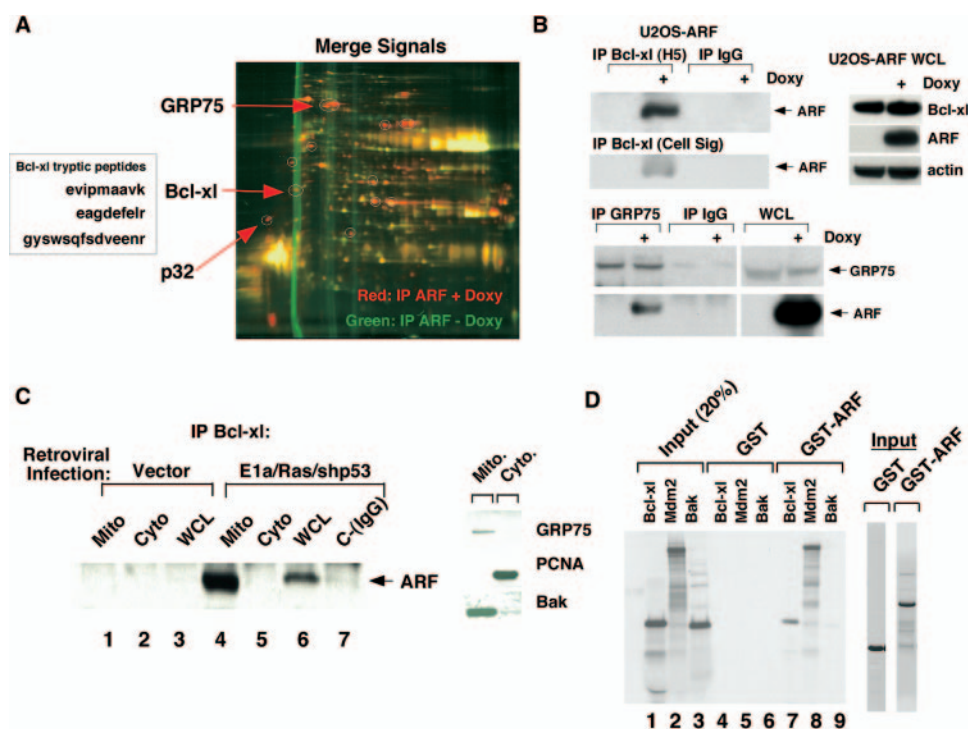 A
Merge Signals
GRP75
Bcl-xl tryptic peptides
evipmaavk
eagdefelr
gyswsqfsdveenr
Bcl-xl
p32
Red: IP ARF + Doxy
Green: IP ARF - Doxy
B
U2OS-ARF
IP Bcl-xl (H5) IP IgG
+ + Doxy
ARF
IP Bcl-xl (Cell Sig)
ARF
U2OS-ARF WCL
+ Doxy
Bcl-xl
ARF
actin
IP GRP75 IP IgG WCL
+ + + Doxy
GRP75
ARF
C
IP Bcl-xl:
Retroviral
Infection:
Vector E1a/Ras/shp53
Mito Cyto WCL Mito Cyto WCL C-(IgG)
ARF
1 2 3 4 5 6 7
Mito. Cyto.
GRP75
PCNA
Bak
D
Input (20%) GST GST-ARF
Bcl-xl Mdm2 Bak Bcl-xl Mdm2 Bak Bcl-xl Mdm2 Bak
1 2 3 4 5 6 7 8 9
Input
GST GST-ARF